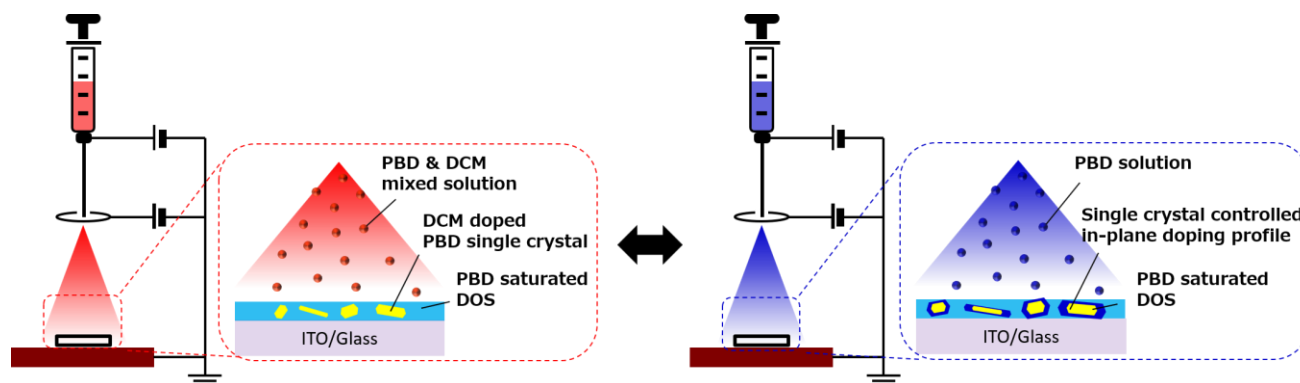 PBD & DCM
mixed solution
DCM doped
PBD single crystal
PBD saturated
DOS
ITO/Glass
PBD solution
Single crystal controlled
in-plane doping profile
PBD saturated
DOS
ITO/Glass